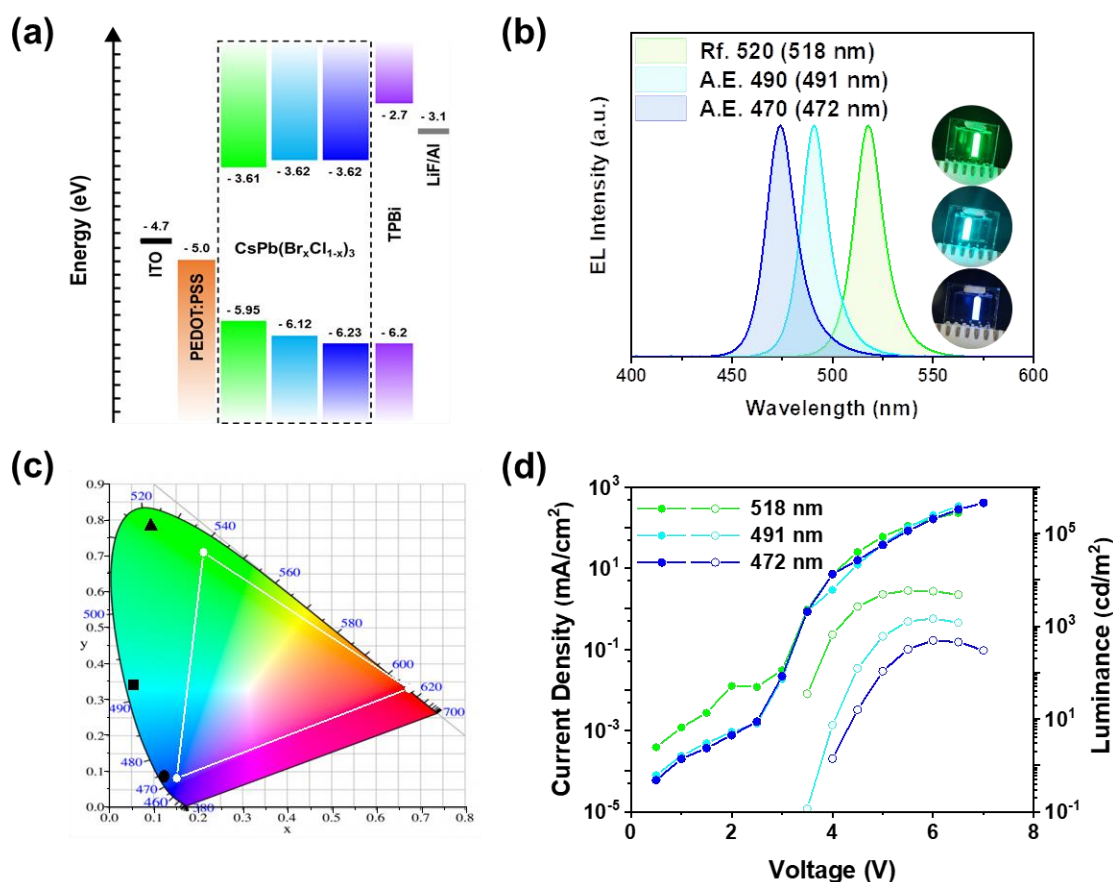 (a)
Energy (eV)
- 2.7
- 3.1
- 3.61
- 3.62
- 3.62
LiF/Al
TPBi
- 4.7
ITO
- 5.0
PEDOT:PSS
CsPb(BrxCl1-x)3
- 5.95
- 6.12
- 6.23
- 6.2
(b)
Rf. 520 (518 nm)
A.E. 490 (491 nm)
A.E. 470 (472 nm)
EL Intensity (a.u.)
400 450 500 550 600
Wavelength (nm)
(c)
0.9
0.8
0.7
0.6
0.5
y
0.4
0.3
0.2
0.1
0.0
520
540
560
500
580
600
620
490
700
480
470
460
380
0.0 0.1 0.2 0.3 0.4 0.5 0.6 0.7 0.8
x
(d)
518 nm
491 nm
472 nm
Current Density (mA/cm²)
10³
10¹
10⁻¹
10⁻³
10⁻⁵
Luminance (cd/m²)
10⁵
10³
10¹
10⁻¹
0 2 4 6 8
Voltage (V)